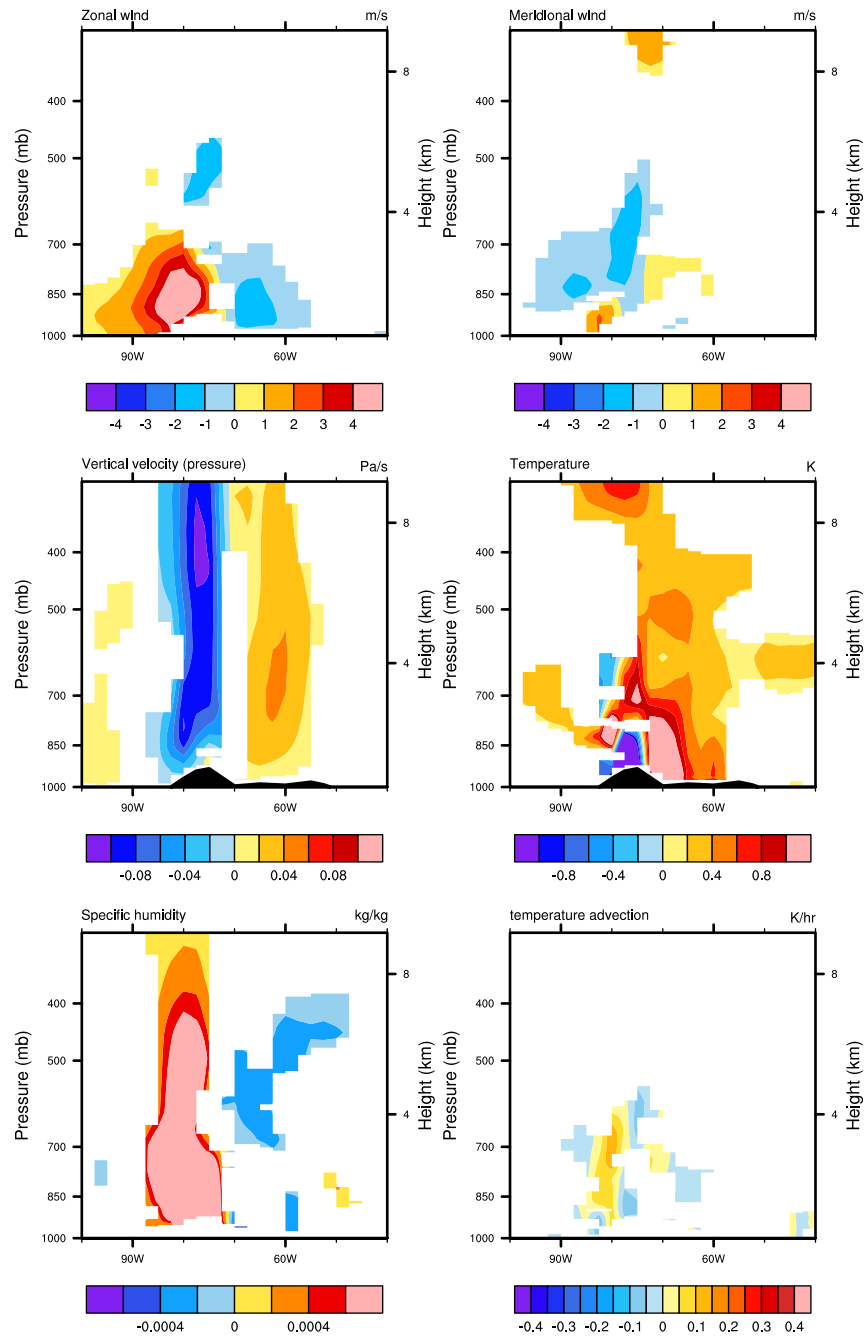 Zonal wind m/s
Pressure (mb)
400
500
700
850
1000
8
4
Height (km)
90W 60W
-4 -3 -2 -1 0 1 2 3 4
Meridional wind m/s
Pressure (mb)
400
500
700
850
1000
8
4
Height (km)
90W 60W
-4 -3 -2 -1 0 1 2 3 4
Vertical velocity (pressure) Pa/s
Pressure (mb)
400
500
700
850
1000
8
4
Height (km)
90W 60W
-0.08 -0.04 0 0.04 0.08
Temperature K
Pressure (mb)
400
500
700
850
1000
8
4
Height (km)
90W 60W
-0.8 -0.4 0 0.4 0.8
Specific humidity kg/kg
Pressure (mb)
400
500
700
850
1000
8
4
Height (km)
90W 60W
-0.0004 0 0.0004
temperature advection K/hr
Pressure (mb)
400
500
700
850
1000
8
4
Height (km)
90W 60W
-0.4 -0.3 -0.2 -0.1 0 0.1 0.2 0.3 0.4